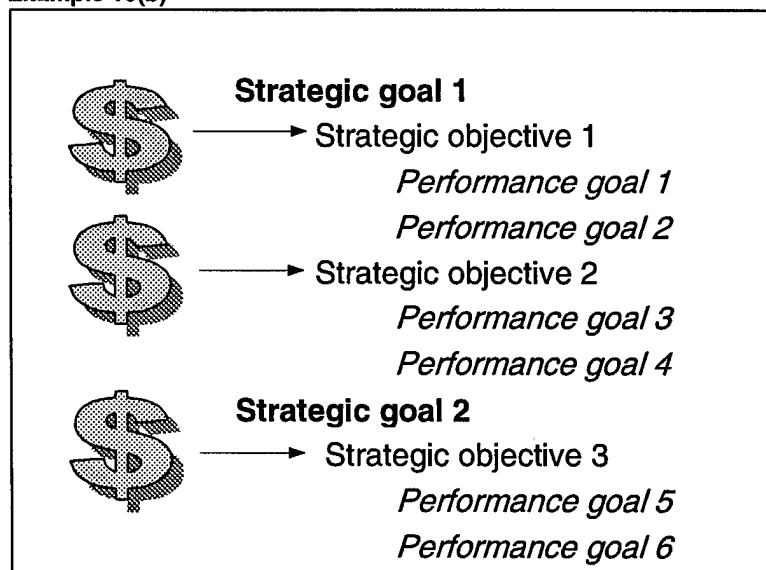 Strategic goal 1
Strategic objective 1
Performance goal 1
Performance goal 2
Strategic objective 2
Performance goal 3
Performance goal 4
Strategic goal 2
Strategic objective 3
Performance goal 5
Performance goal 6